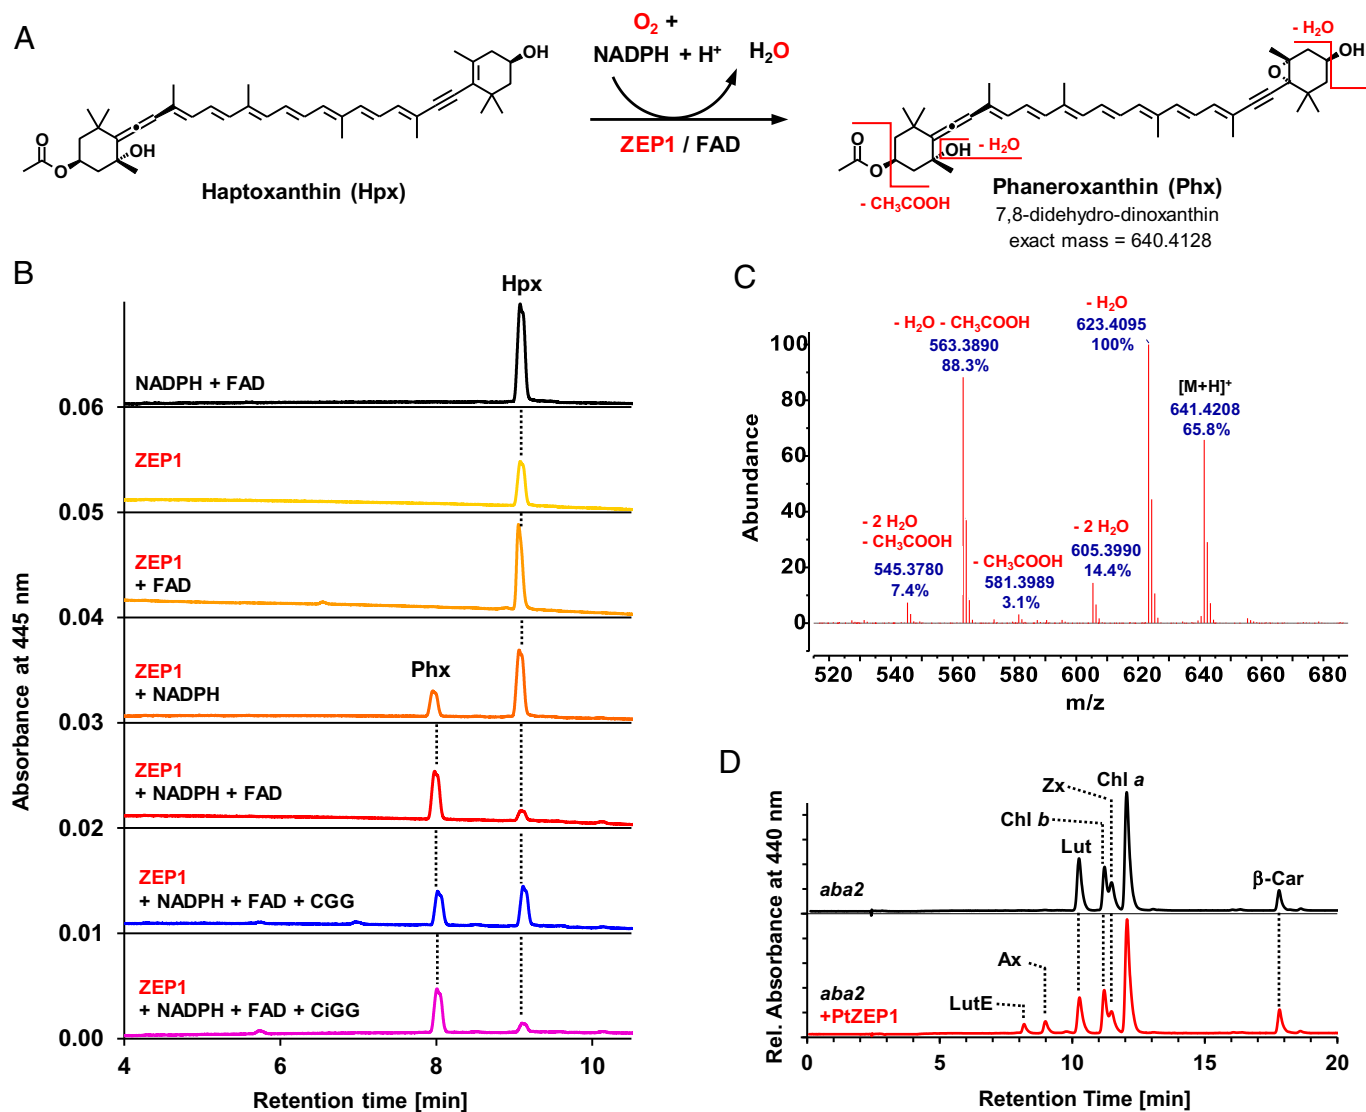 A
O₂ +
NADPH + H⁺
H₂O
ZEP1 / FAD
OH
OH
O
O
Haptoxanthin (Hpx)
- H₂O
OH
O
OH
- H₂O
O
O
- CH₃COOH
Phaneroxanthin (Phx)
7,8-didehydro-dinoxanthin
exact mass = 640.4128
B
Hpx
NADPH + FAD
0.06
ZEP1
0.05
ZEP1
+ FAD
0.04
Phx
ZEP1
+ NADPH
0.03
ZEP1
+ NADPH + FAD
0.02
ZEP1
+ NADPH + FAD + CGG
0.01
ZEP1
+ NADPH + FAD + CiGG
0.00
4 6 8 10
Absorbance at 445 nm
Retention time [min]
C
- H₂O - CH₃COOH
563.3890
88.3%
- H₂O
623.4095
100%
[M+H]⁺
641.4208
65.8%
- 2 H₂O
- CH₃COOH
545.3780
7.4%
- CH₃COOH
581.3989
3.1%
- 2 H₂O
605.3990
14.4%
100
80
60
40
20
0
Abundance
520 540 560 580 600 620 640 660 680
m/z
D
Zx
Chl a
Chl b
Lut
β-Car
aba2
Ax
LutE
aba2
+PtZEP1
0 5 10 15 20
Rel. Absorbance at 440 nm
Retention Time [min]